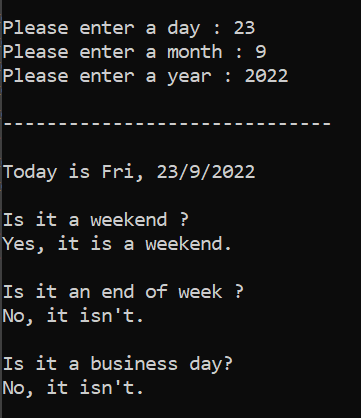 Please enter a day : 23
Please enter a month : 9
Please enter a year : 2022
------------------------------
Today is Fri, 23/9/2022
Is it a weekend ?
Yes, it is a weekend.
Is it an end of week ?
No, it isn't.
Is it a business day?
No, it isn't.